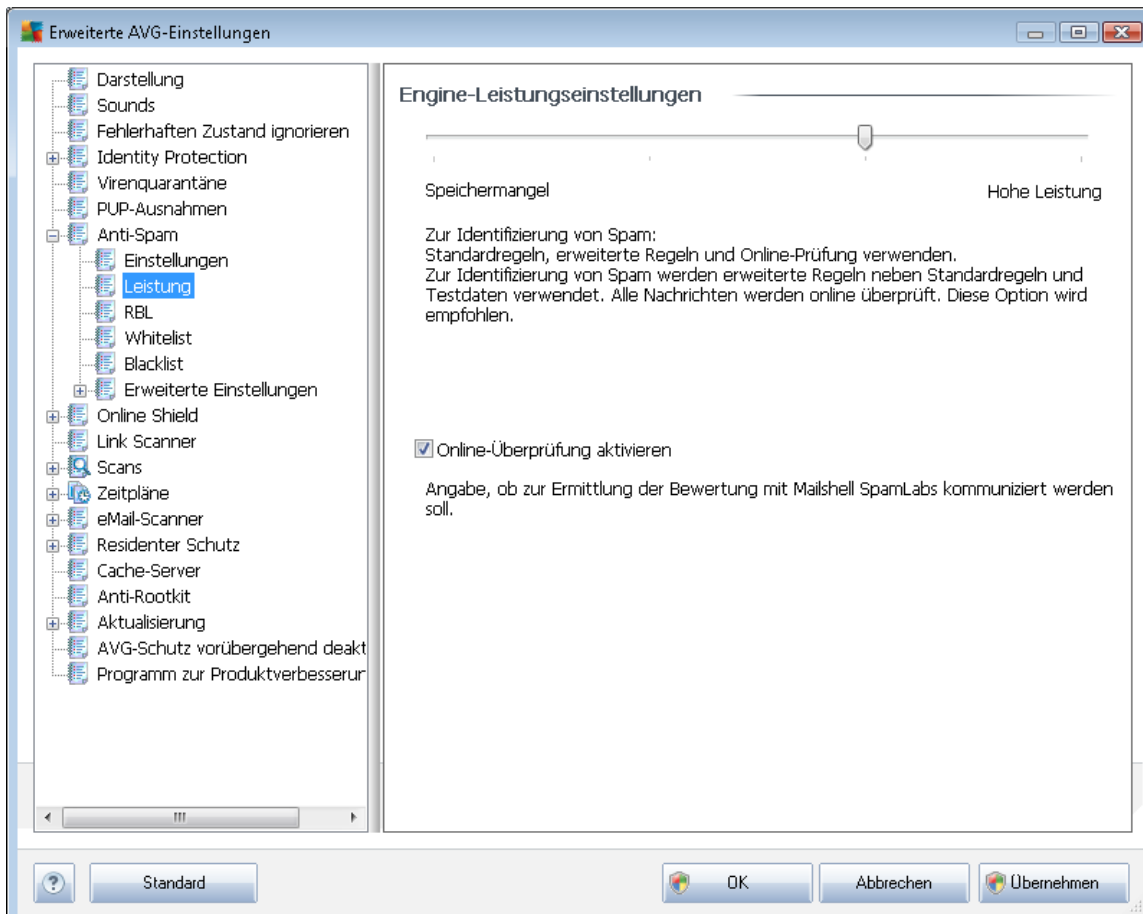 Erweiterte AVG-Einstellungen
Darstellung
Sounds
Fehlerhaften Zustand ignorieren
Identity Protection
Virenquarantäne
PUP-Ausnahmen
Anti-Spam
Einstellungen
Leistung
RBL
Whitelist
Blacklist
Erweiterte Einstellungen
Online Shield
Link Scanner
Scans
Zeitpläne
eMail-Scanner
Residenter Schutz
Cache-Server
Anti-Rootkit
Aktualisierung
AVG-Schutz vorübergehend deakt
Programm zur Produktverbesserur
Engine-Leistungseinstellungen
Speichermangel
Hohe Leistung
Zur Identifizierung von Spam:
Standardregeln, erweiterte Regeln und Online-Prüfung verwenden.
Zur Identifizierung von Spam werden erweiterte Regeln neben Standardregeln und
Testdaten verwendet. Alle Nachrichten werden online überprüft. Diese Option wird
empfohlen.
Online-Überprüfung aktivieren
Angabe, ob zur Ermittlung der Bewertung mit Mailshell SpamLabs kommuniziert werden
soll.
?
Standard
OK
Abbrechen
Übernehmen